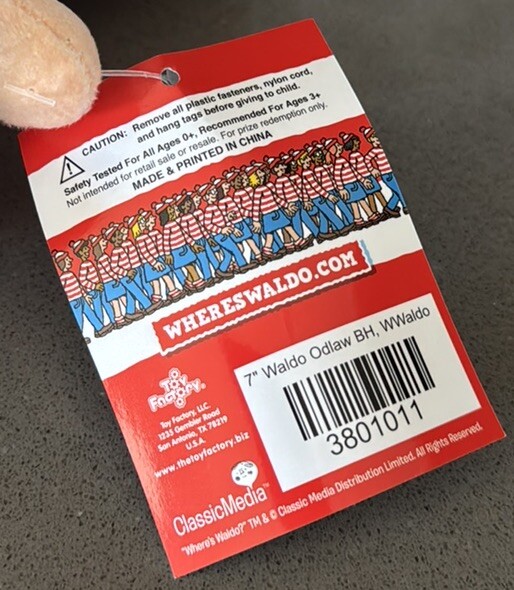 CAUTION: Remove all plastic fasteners, nylon cord,
and hang tags before giving to child.
Safety Tested For All Ages 0+, Recommended For Ages 3+
Not intended for retail sale or resale. For prize redemption only.
MADE & PRINTED IN CHINA
WHERESWALDO.COM
7" Waldo Odlaw BH, WWaldo
3801011
Toy
Factory®
Toy Factory, LLC.
1235 Gembler Road
San Antonio, TX 78219
U.S.A.
www.thetoyfactory.biz
ClassicMedia™
"Where's Waldo?" TM & © Classic Media Distribution Limited. All Rights Reserved.